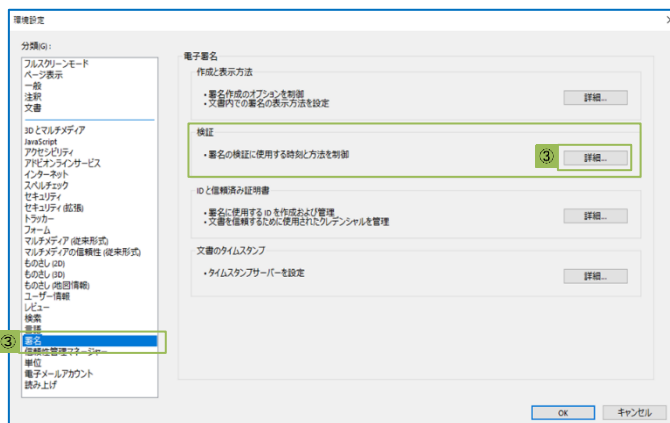 環境設定
分類(G):
フルスクリーンモード
ページ表示
一般
注釈
文書
3Dとマルチメディア
JavaScript
アクセシビリティ
アドビオンラインサービス
インターネット
スペルチェック
セキュリティ
セキュリティ (拡張)
トラッカー
フォーム
マルチメディア (従来形式)
マルチメディアの信頼性 (従来形式)
ものさし (2D)
ものさし (3D)
ものさし (地図情報)
ユーザー情報
レビュー
検索
言語
③ 署名
信頼性管理マネージャー
単位
電子メールアカウント
読み上げ
電子署名
作成と表示方法
・署名作成のオプションを制御
・文書内での署名の表示方法を設定
詳細...
検証
・署名の検証に使用する時刻と方法を制御
③ 詳細...
IDと信頼済み証明書
・署名に使用する ID を作成および管理
・文書を信頼するために使用されたクレデンシャルを管理
詳細...
文書のタイムスタンプ
・タイムスタンプサーバーを設定
詳細...
OK
キャンセル